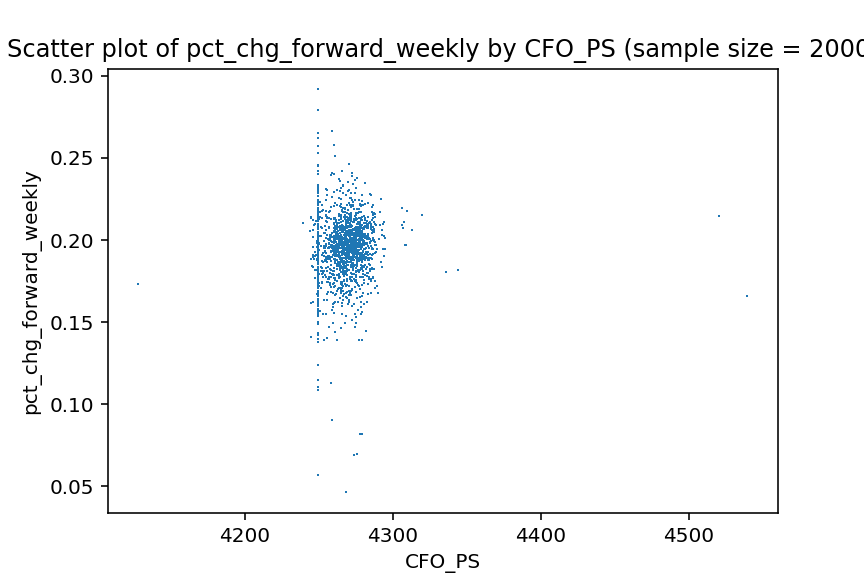 Scatter plot of pct_chg_forward_weekly by CFO_PS (sample size = 2000
0.30
0.25
0.20
0.15
0.10
0.05
pct_chg_forward_weekly
4200 4300 4400 4500
CFO_PS